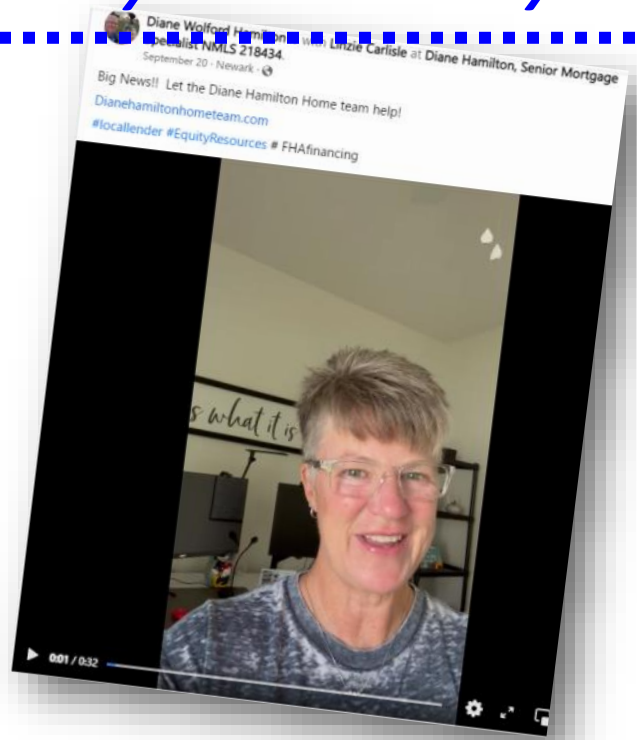 Diane Wolford Hamilton with Linzie Carlisle at Diane Hamilton, Senior Mortgage
Specialist NMLS 218434.
September 20 · Newark ·
Big News!! Let the Diane Hamilton Home team help!
Dianehamiltonhometeam.com
#locallender #EquityResources # FHAfinancing
s what it is
0:01 / 0:32